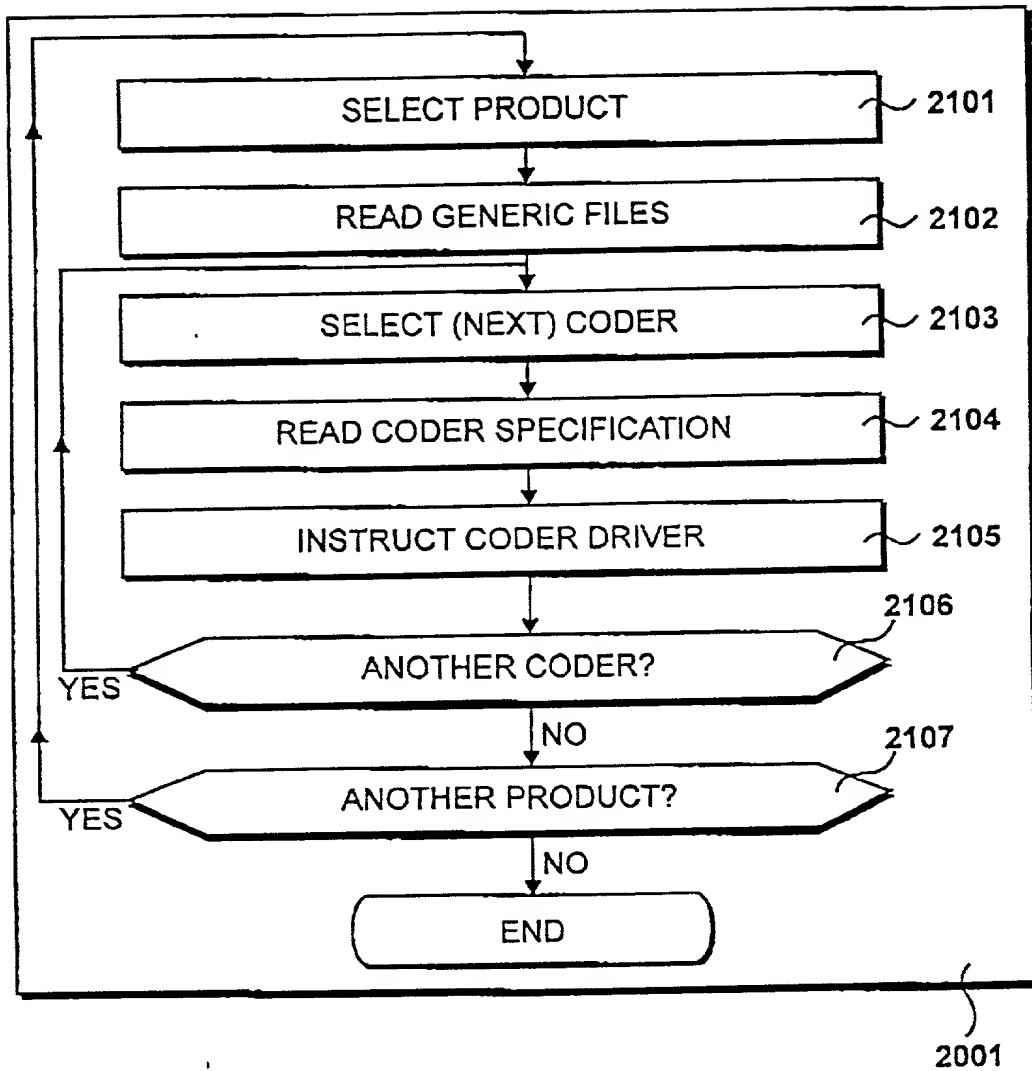 SELECT PRODUCT 2101
READ GENERIC FILES 2102
SELECT (NEXT) CODER 2103
READ CODER SPECIFICATION 2104
INSTRUCT CODER DRIVER 2105
2106
ANOTHER CODER?
YES
NO
2107
ANOTHER PRODUCT?
YES
NO
END
2001